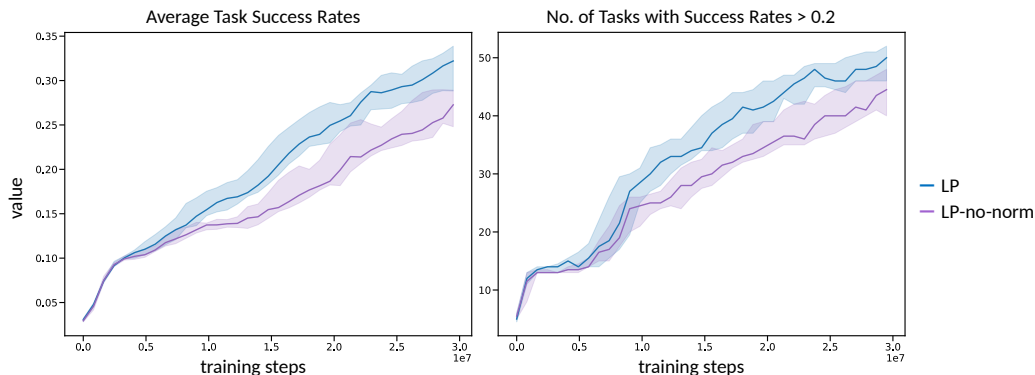 Average Task Success Rates
No. of Tasks with Success Rates > 0.2
value
0.35
0.30
0.25
0.20
0.15
0.10
0.05
0.0
0.5
1.0
1.5
2.0
2.5
3.0
1e7
training steps
50
40
30
20
10
0.0
0.5
1.0
1.5
2.0
2.5
3.0
1e7
training steps
LP
LP-no-norm